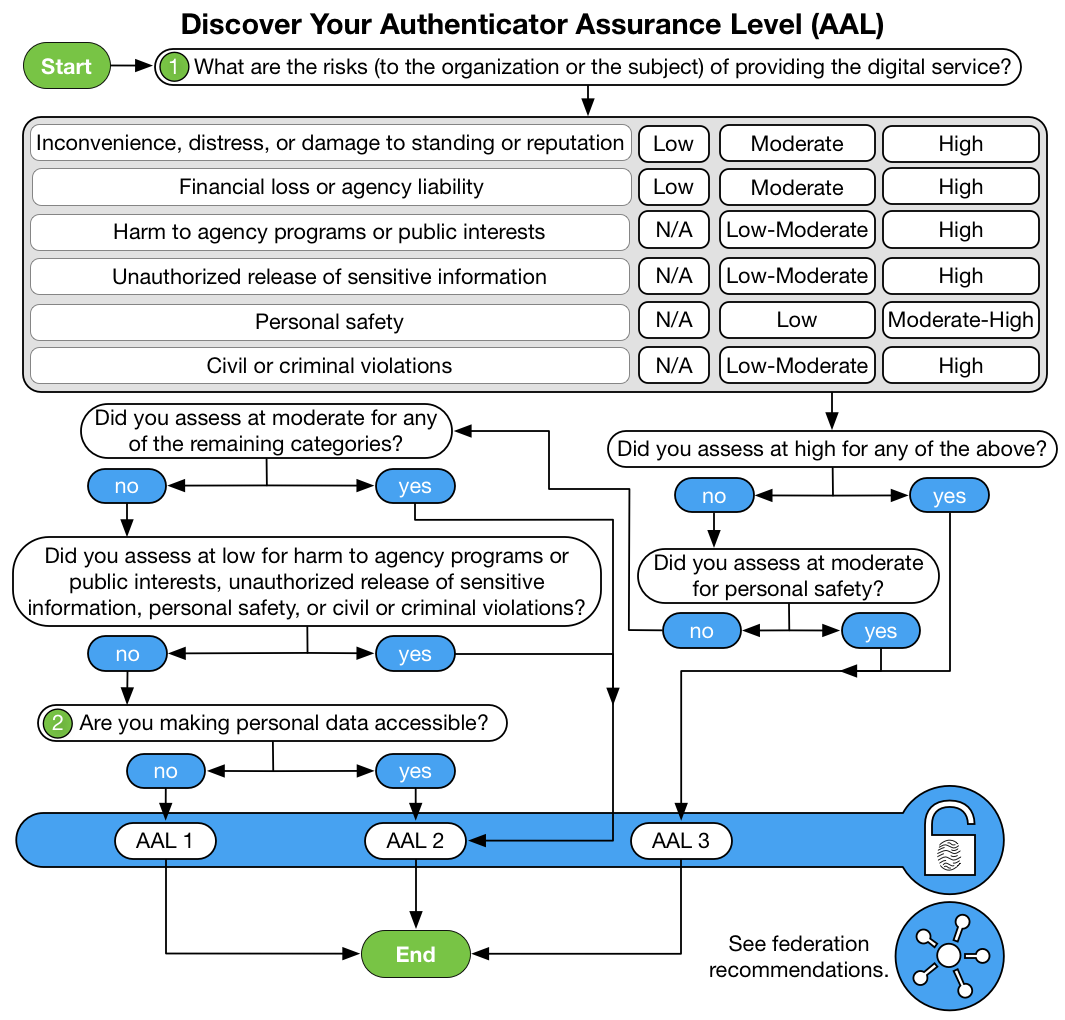 Discover Your Authenticator Assurance Level (AAL)
Start
1 What are the risks (to the organization or the subject) of providing the digital service?
Inconvenience, distress, or damage to standing or reputation Low Moderate High
Financial loss or agency liability Low Moderate High
Harm to agency programs or public interests N/A Low-Moderate High
Unauthorized release of sensitive information N/A Low-Moderate High
Personal safety N/A Low Moderate-High
Civil or criminal violations N/A Low-Moderate High
Did you assess at high for any of the above?
no yes
Did you assess at moderate
for personal safety?
no yes
Did you assess at moderate for any
of the remaining categories?
no yes
Did you assess at low for harm to agency programs or
public interests, unauthorized release of sensitive
information, personal safety, or civil or criminal violations?
no yes
2 Are you making personal data accessible?
no yes
AAL 1 AAL 2 AAL 3
End
See federation
recommendations.